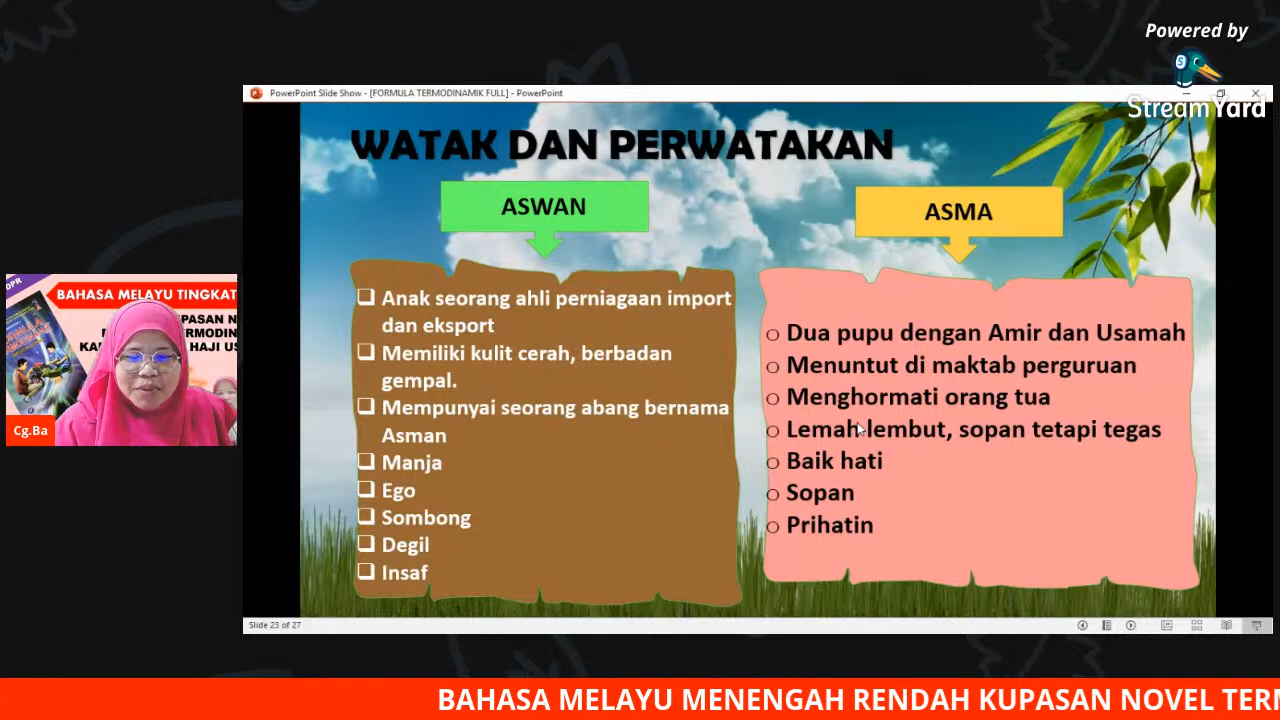 Powered by
StreamYard
PowerPoint Slide Show - [FORMULA TERMODINAMIK FULL] - PowerPoint
WATAK DAN PERWATAKAN
ASWAN
❑ Anak seorang ahli perniagaan import
dan eksport
❑ Memiliki kulit cerah, berbadan
gempal.
❑ Mempunyai seorang abang bernama
Asman
❑ Manja
❑ Ego
❑ Sombong
❑ Degil
❑ Insaf
ASMA
○ Dua pupu dengan Amir dan Usamah
○ Menuntut di maktab perguruan
○ Menghormati orang tua
○ Lemah lembut, sopan tetapi tegas
○ Baik hati
○ Sopan
○ Prihatin
Slide 23 of 27
BAHASA MELAYU TINGKAT
Cg.Ba
BAHASA MELAYU MENENGAH RENDAH KUPASAN NOVEL TER